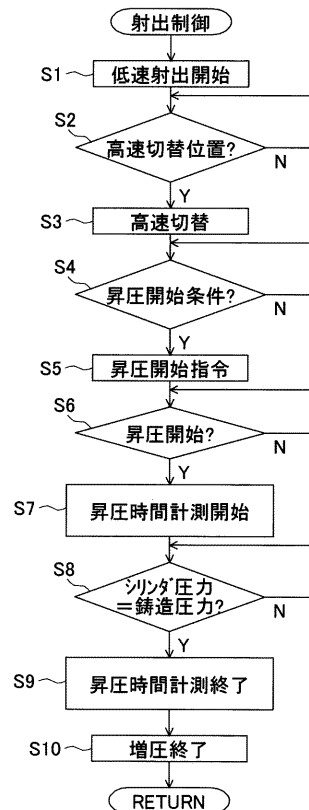 射出制御
S1
低速射出開始
S2
高速切替位置?
N
Y
S3
高速切替
S4
昇圧開始条件?
N
Y
S5
昇圧開始指令
S6
昇圧開始?
N
Y
S7
昇圧時間計測開始
S8
シリンダ圧力
=鋳造圧力?
N
Y
S9
昇圧時間計測終了
S10
増圧終了
RETURN